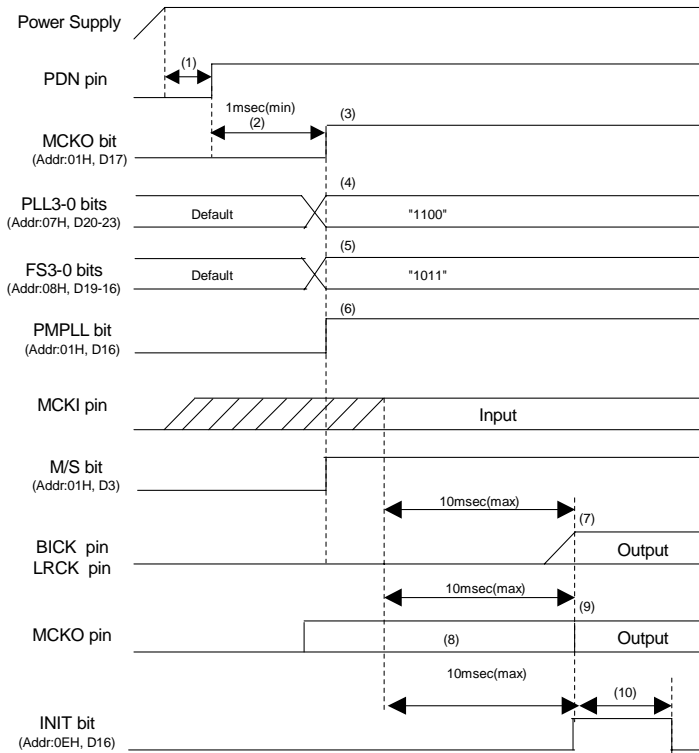 Power Supply
(1)
PDN pin
1msec(min)
(2)
(3)
MCKO bit
(Addr:01H, D17)
(4)
PLL3-0 bits
(Addr:07H, D20-23)
Default
"1100"
(5)
FS3-0 bits
(Addr:08H, D19-16)
Default
"1011"
(6)
PMPLL bit
(Addr:01H, D16)
MCKI pin
Input
M/S bit
(Addr:01H, D3)
10msec(max)
(7)
BICK pin
LRCK pin
Output
10msec(max)
(9)
MCKO pin
(8)
Output
10msec(max)
(10)
INIT bit
(Addr:0EH, D16)